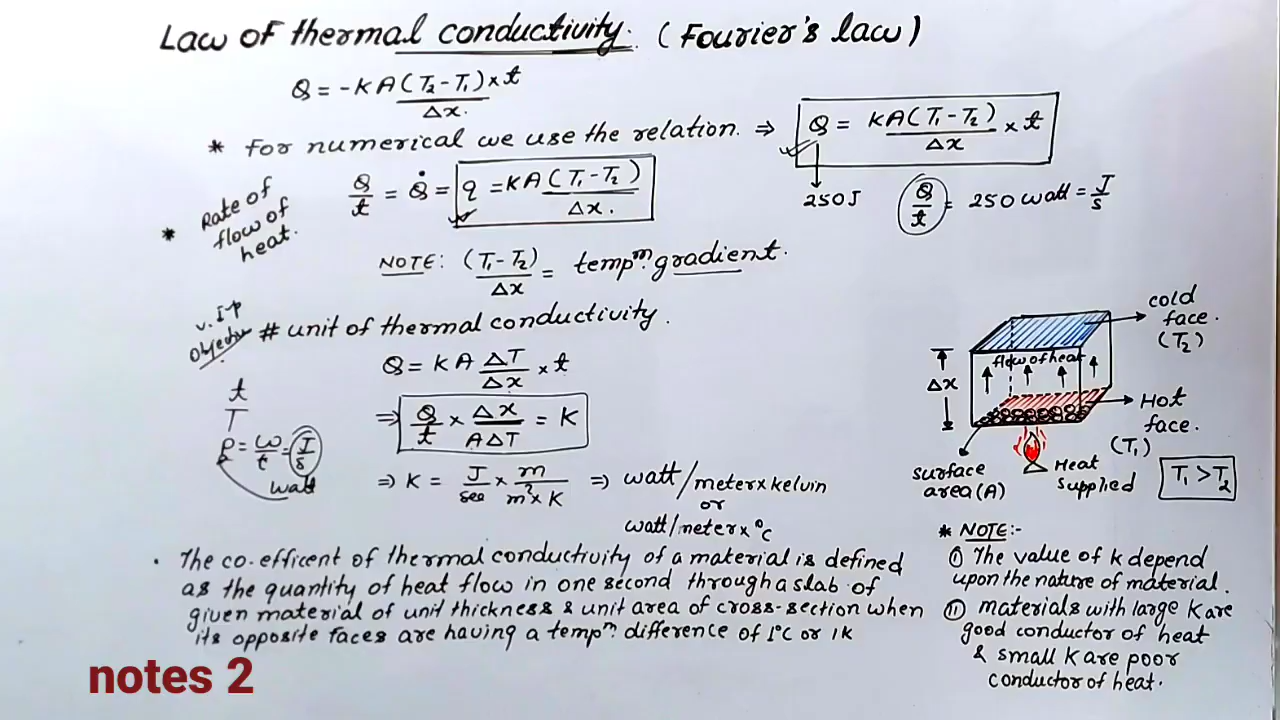 Law of thermal conductivity. (Fourier's law)
Q = -KA(T₂-T₁)×t / Δx.
* For numerical we use the relation. ⇒ Q = KA(T₁-T₂)/Δx × t
250J
* Rate of flow of heat.
Q/t = Q̇ = q = KA(T₁-T₂)/Δx.
Q/t = 250 watt = J/s
NOTE: (T₁-T₂)/Δx = tempⁿ gradient.
v. Imp
Objective
# unit of thermal conductivity.
Q = KA ΔT/Δx × t
⇒ Q/t × Δx/AΔT = K
t
T
P = W/t = J/s
watt
⇒ K = J/sec × m/m²×K ⇒ watt/meter×kelvin
or
watt/meter×°C
cold
face.
(T₂)
flow of heat
Δx
Hot
face.
(T₁)
surface
area(A)
Heat
supplied
T₁ > T₂
• The co-efficent of thermal conductivity of a material is defined
as the quantity of heat flow in one second through a slab of
given material of unit thickness & unit area of cross-section when
its opposite faces are having a tempⁿ. difference of 1°C or 1K
* NOTE:-
(I) The value of k depend
upon the nature of material.
(II) materials with large K are
good conductor of heat
& small K are poor
conductor of heat.
notes 2